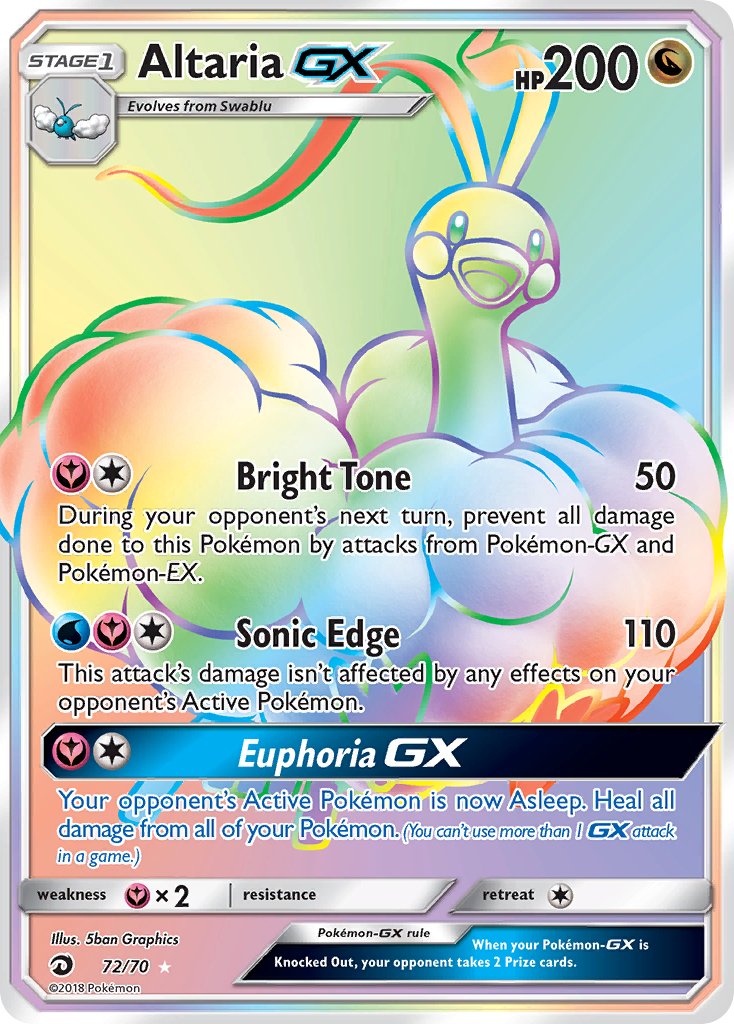 STAGE 1 Altaria GX HP 200
Evolves from Swablu
Bright Tone 50
During your opponent's next turn, prevent all damage
done to this Pokémon by attacks from Pokémon-GX and
Pokémon-EX.
Sonic Edge 110
This attack's damage isn't affected by any effects on your
opponent's Active Pokémon.
Euphoria GX
Your opponent's Active Pokémon is now Asleep. Heal all
damage from all of your Pokémon. (You can't use more than 1 GX attack
in a game.)
weakness × 2 resistance retreat
Illus. 5ban Graphics
72/70
©2018 Pokémon
Pokémon-GX rule
When your Pokémon-GX is
Knocked Out, your opponent takes 2 Prize cards.